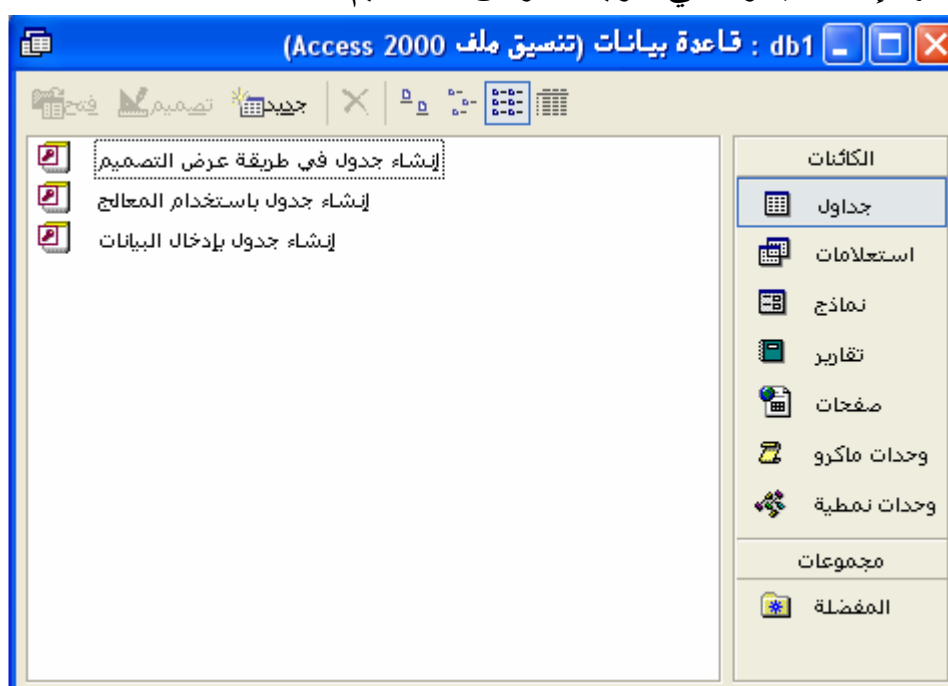 db1 : قاعدة بيانات (تنسيق ملف Access 2000)
جديد تصميم فتح
الكائنات
جداول
استعلامات
نماذج
تقارير
صفحات
وحدات ماكرو
وحدات نمطية
مجموعات
المفضلة
إنشاء جدول في طريقة عرض التصميم
إنشاء جدول باستخدام المعالج
إنشاء جدول بإدخال البيانات